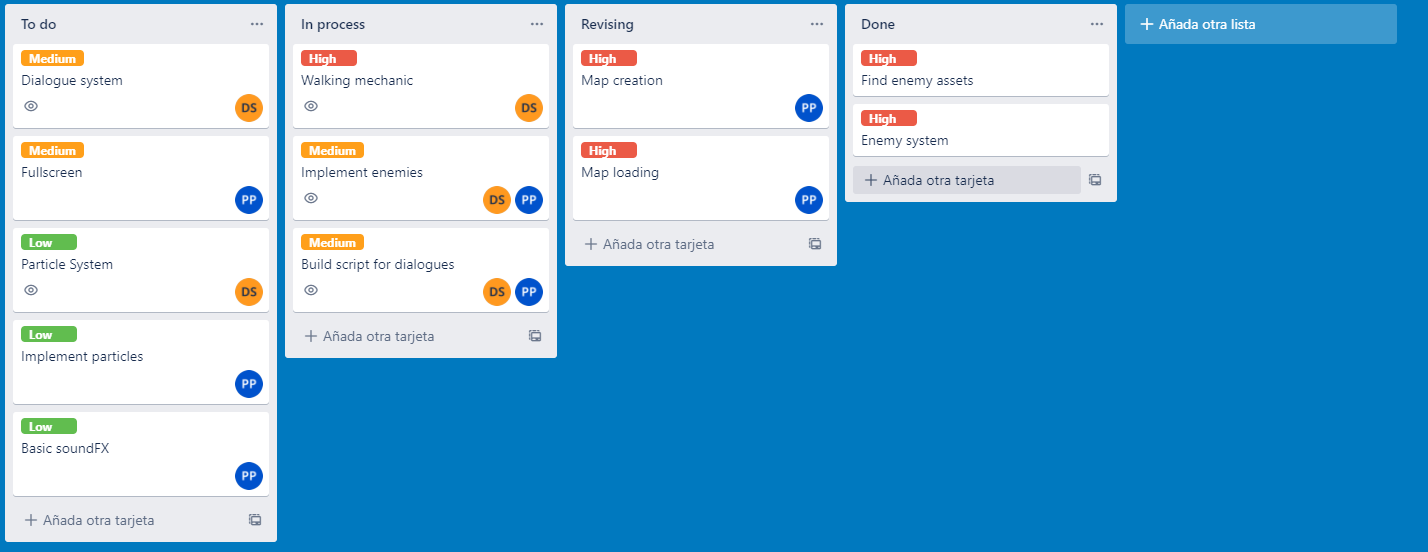 To do
Medium
Dialogue system
DS
Medium
Fullscreen
PP
Low
Particle System
DS
Low
Implement particles
PP
Low
Basic soundFX
PP
Añada otra tarjeta
In process
High
Walking mechanic
DS
Medium
Implement enemies
DS PP
Medium
Build script for dialogues
DS PP
Añada otra tarjeta
Revising
High
Map creation
PP
High
Map loading
PP
Añada otra tarjeta
Done
High
Find enemy assets
High
Enemy system
Añada otra tarjeta
Añada otra lista